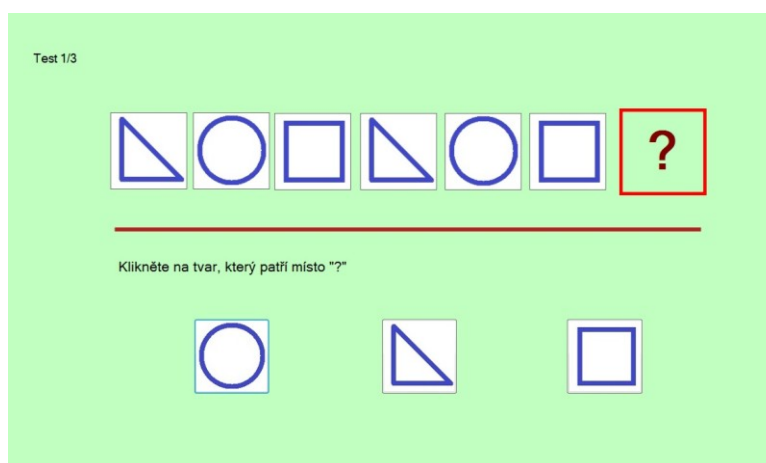 Test 1/3
?
Klikněte na tvar, který patří místo "?"